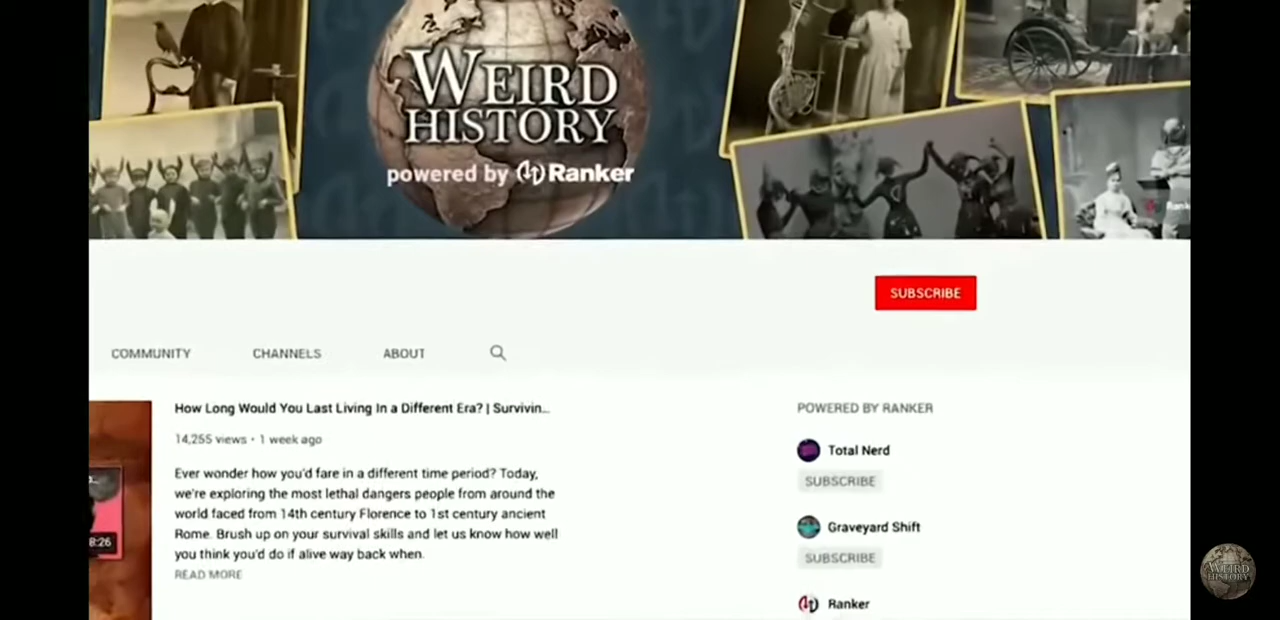 WEIRD
HISTORY
powered by Ranker
SUBSCRIBE
COMMUNITY
CHANNELS
ABOUT
How Long Would You Last Living In a Different Era? | Survivin...
14,255 views • 1 week ago
Ever wonder how you'd fare in a different time period? Today,
we're exploring the most lethal dangers people from around the
world faced from 14th century Florence to 1st century ancient
Rome. Brush up on your survival skills and let us know how well
you think you'd do if alive way back when.
READ MORE
8:26
POWERED BY RANKER
Total Nerd
SUBSCRIBE
Graveyard Shift
SUBSCRIBE
Ranker
WEIRD
HISTORY